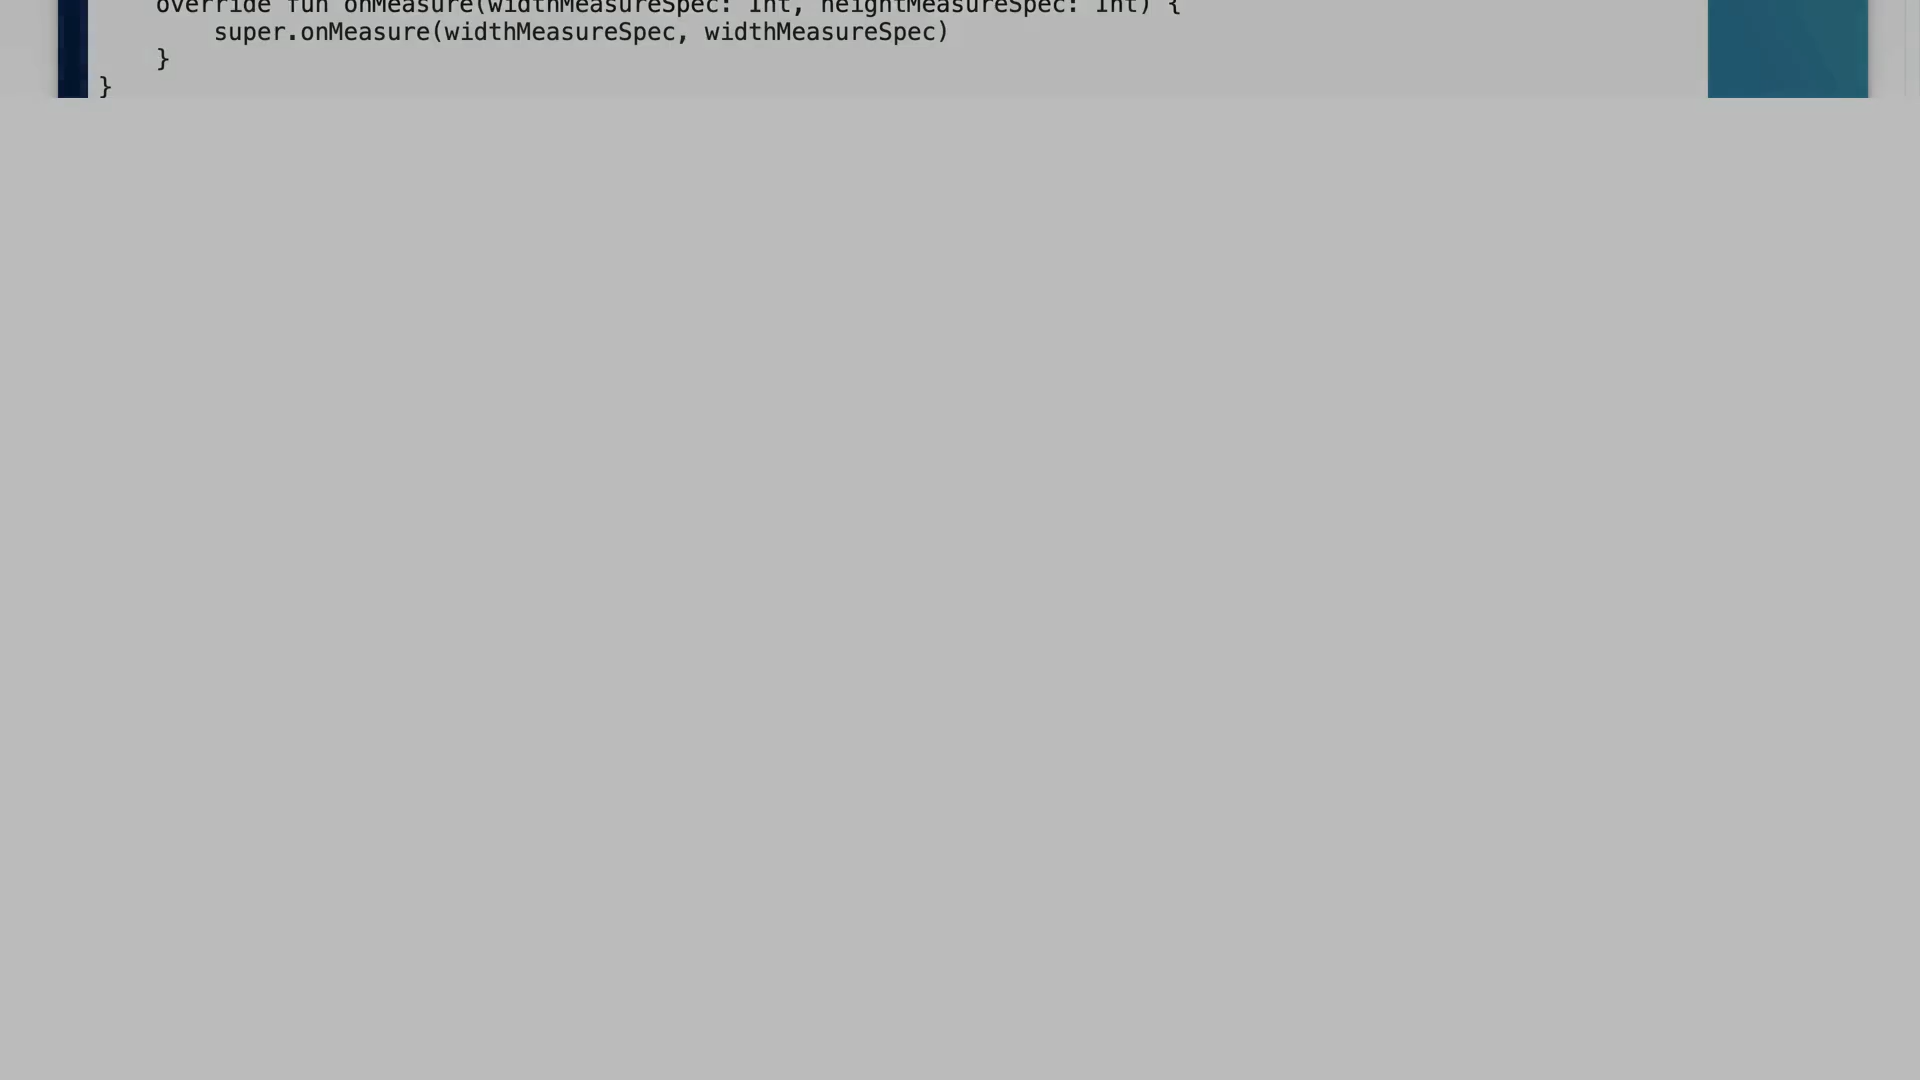 override fun onMeasure(widthMeasureSpec: Int, heightMeasureSpec: Int) {
super.onMeasure(widthMeasureSpec, widthMeasureSpec)
}
}